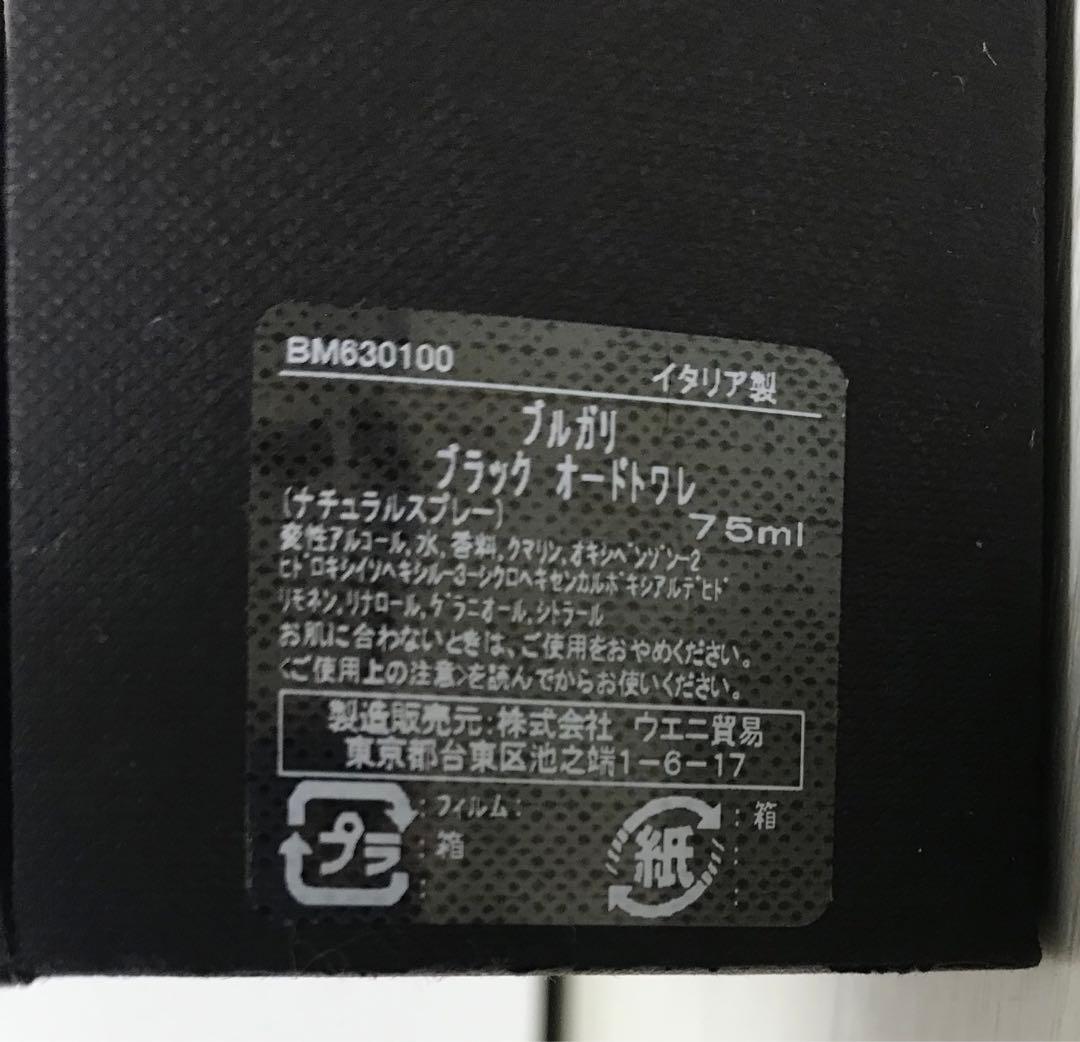 BM630100
イタリア製
ブルガリ
ブラック オードトワレ
(ナチュラルスプレー)
75ml
変性アルコール,水,香料,クマリン,オキシベンゾン-2
ヒドロキシイソヘキシル-3-シクロヘキセンカルボキシアルデヒド
リモネン,リナロール,ゲラニオール,シトラール
お肌に合わないときは、ご使用をおやめください。
<ご使用上の注意>を読んでからお使いください。
製造販売元:株式会社 ウエニ貿易
東京都台東区池之端1-6-17
プラ
:フィルム:
:箱
紙
:箱